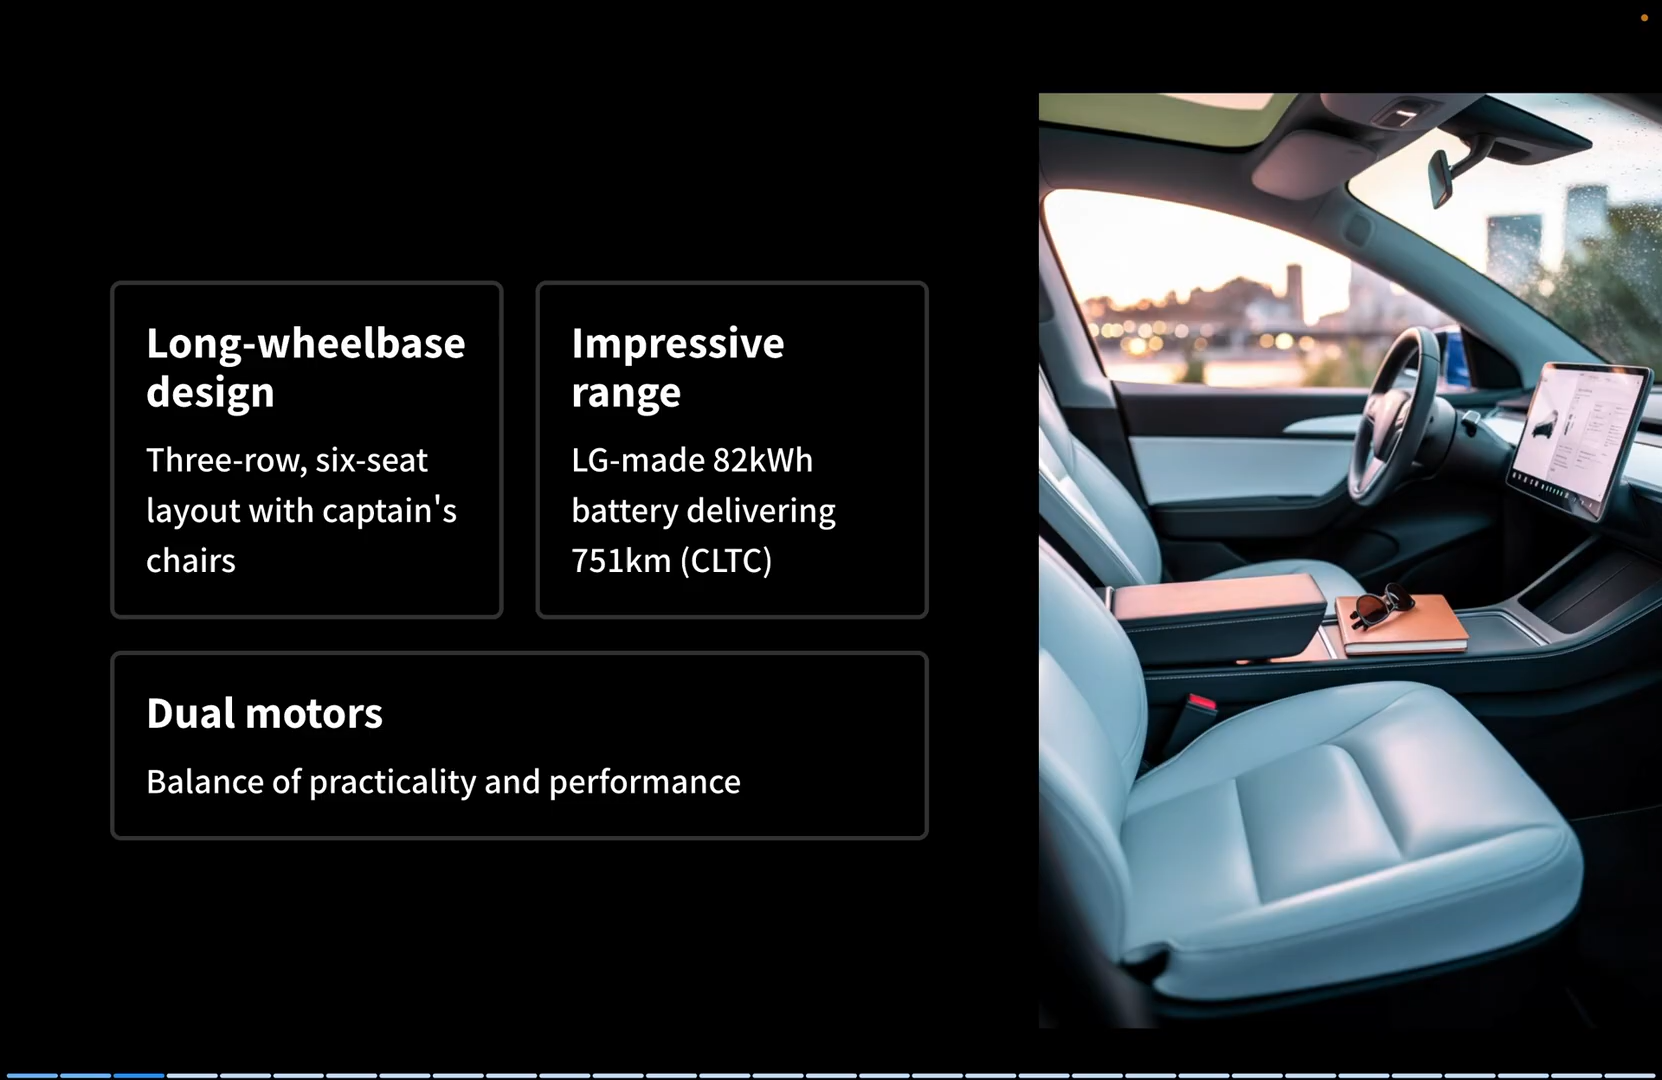 Long-wheelbase
design
Three-row, six-seat
layout with captain's
chairs
Impressive
range
LG-made 82kWh
battery delivering
751km (CLTC)
Dual motors
Balance of practicality and performance